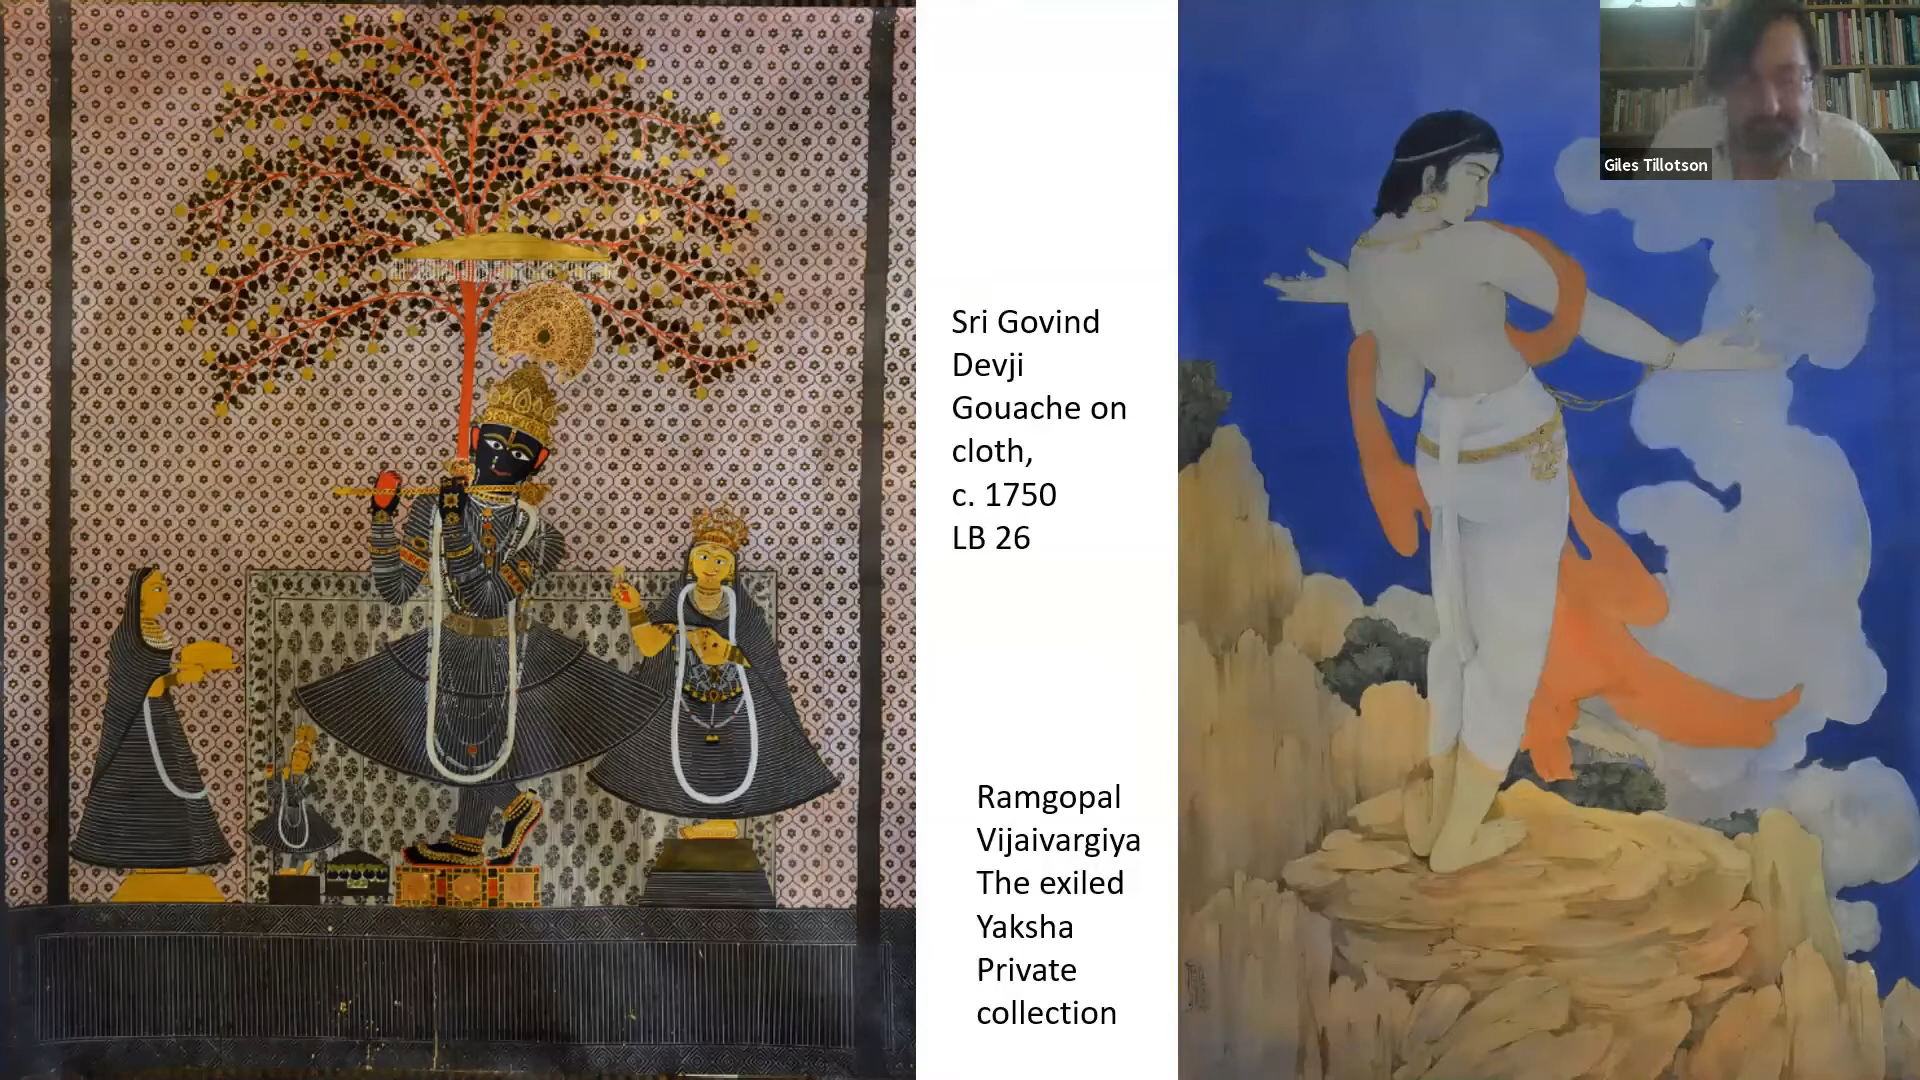 Sri Govind
Devji
Gouache on
cloth,
c. 1750
LB 26
Ramgopal
Vijaivargiya
The exiled
Yaksha
Private
collection
Giles Tillotson